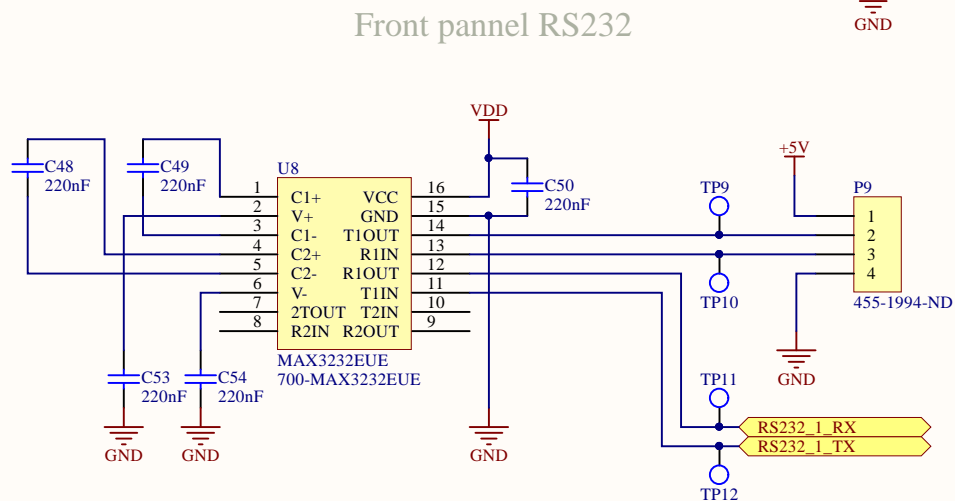 GND
Front pannel RS232
VDD
C48
220nF
C49
220nF
U8
C50
220nF
+5V
TP9
P9
1 C1+ VCC 16
2 V+ GND 15
3 C1- T1OUT 14
4 C2+ R1IN 13
5 C2- R1OUT 12
6 V- T1IN 11
7 2TOUT T2IN 10
8 R2IN R2OUT 9
1
2
3
4
TP10
455-1994-ND
MAX3232EUE
700-MAX3232EUE
C53
220nF
C54
220nF
GND
TP11
RS232_1_RX
RS232_1_TX
GND
GND
GND
TP12